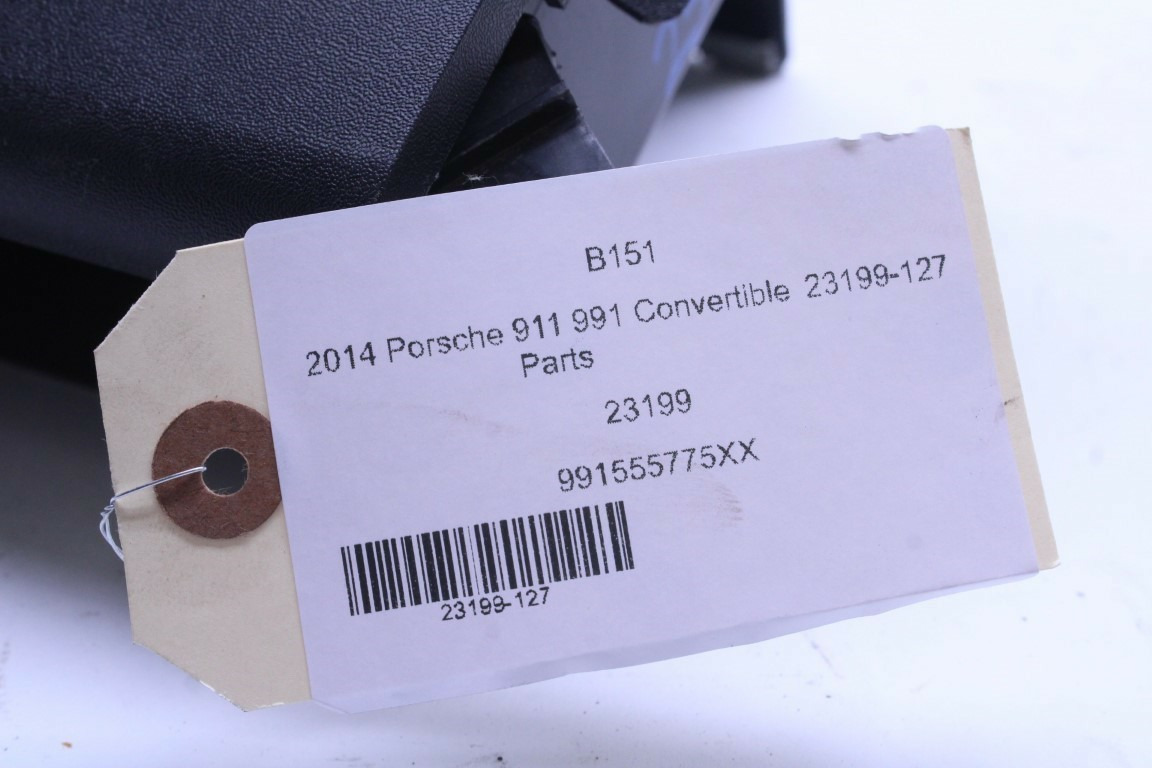 B151
2014 Porsche 911 991 Convertible 23199-127
Parts
23199
991555775XX
23199-127